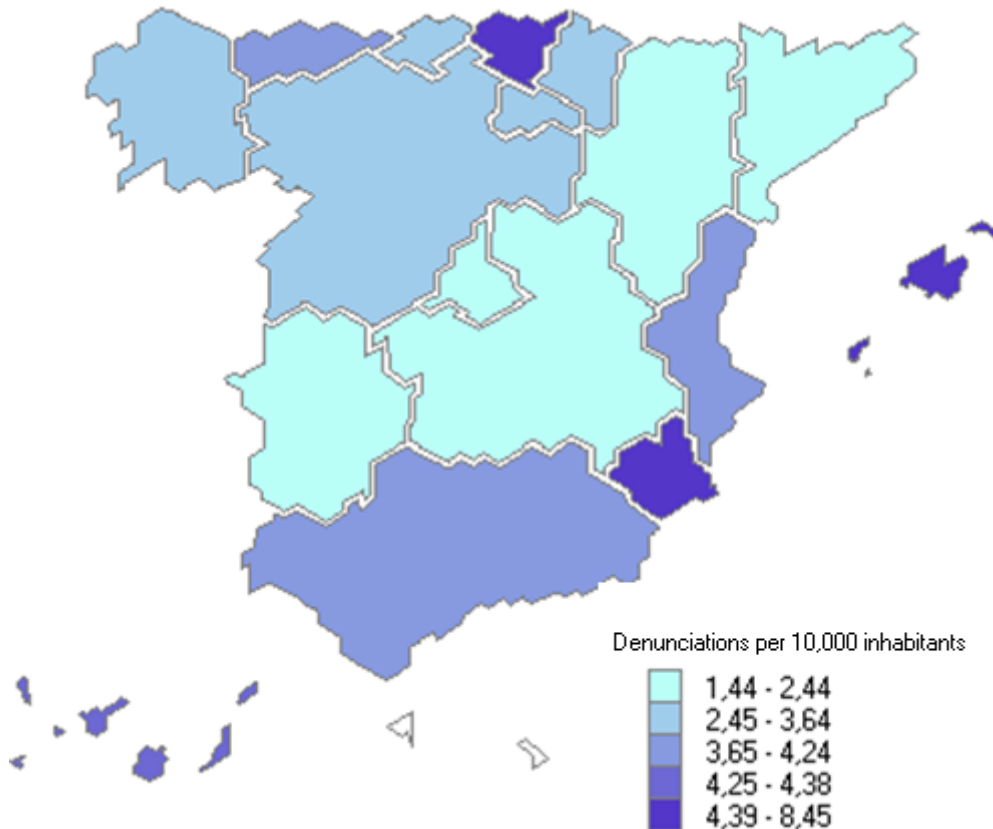 Denunciations per 10,000 inhabitants
1,44 - 2,44
2,45 - 3,64
3,65 - 4,24
4,25 - 4,38
4,39 - 8,45